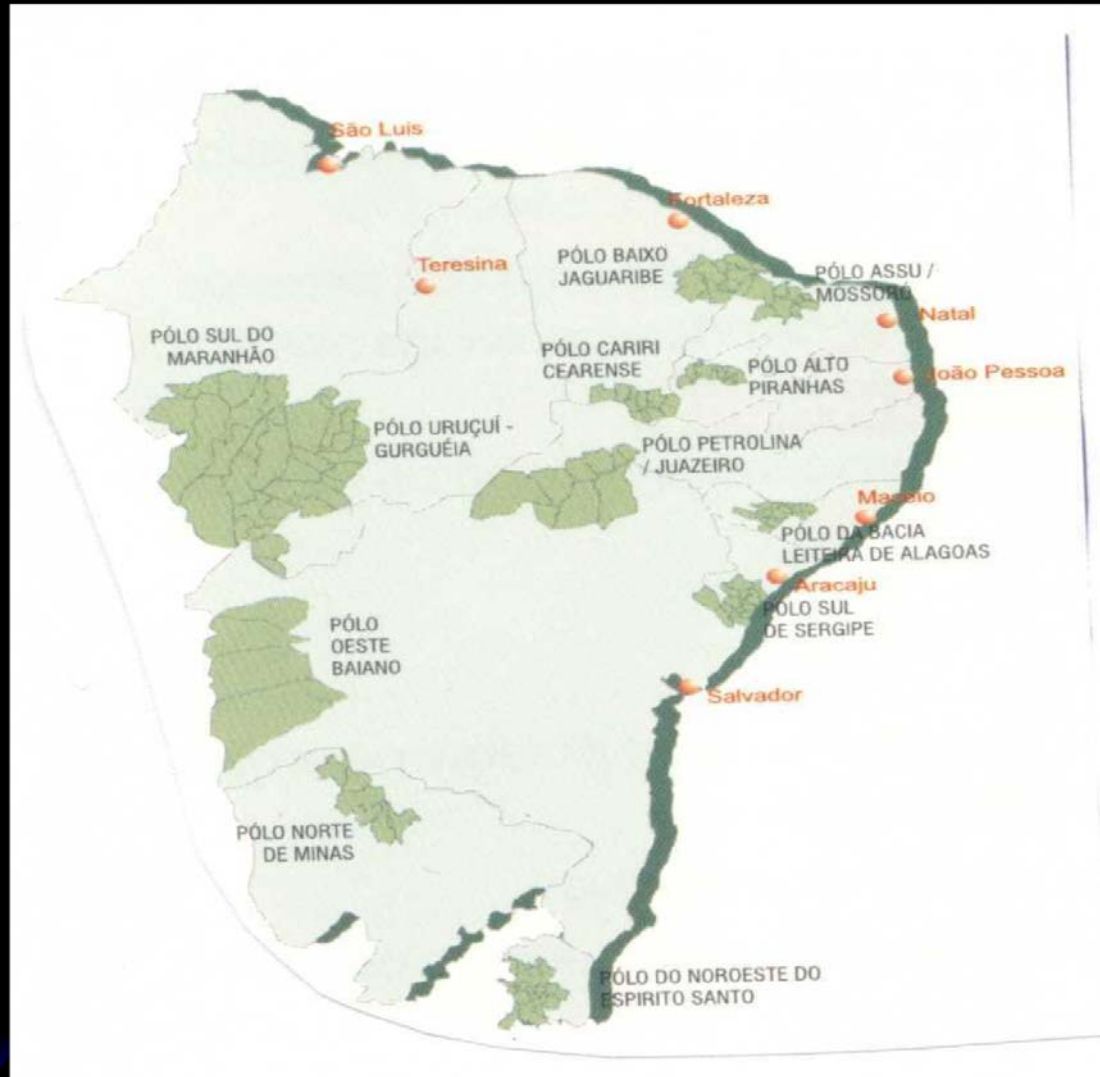 São Luis
Fortaleza
Teresina
PÓLO BAIXO
JAGUARIBE
PÓLO ASSU /
MOSSORÓ
Natal
PÓLO SUL DO
MARANHÃO
PÓLO CARIRI
CEARENSE
PÓLO ALTO
PIRANHAS
João Pessoa
PÓLO URUÇUÍ -
GURGUÉIA
PÓLO PETROLINA
/ JUAZEIRO
Maceio
PÓLO DA BACIA
LEITEIRA DE ALAGOAS
Aracaju
PÓLO SUL
DE SERGIPE
PÓLO
OESTE
BAIANO
Salvador
PÓLO NORTE
DE MINAS
PÓLO DO NOROESTE DO
ESPIRITO SANTO